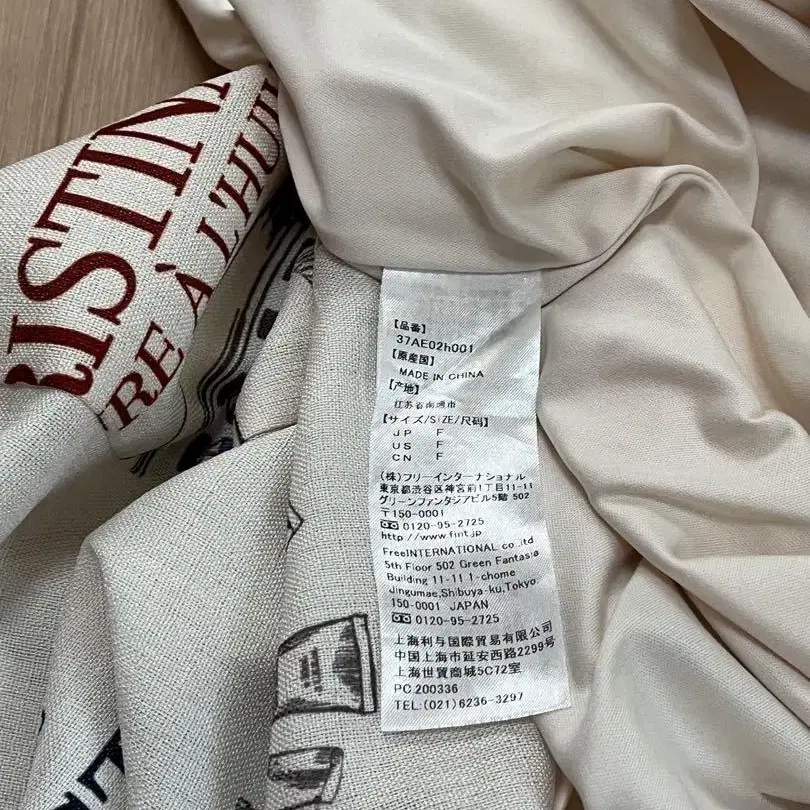 RISTIN
RE À L'HUI
【品番】
37AE02h001
【原産国】
MADE IN CHINA
【产地】
江苏省南通市
【サイズ/SIZE/尺码】
JP F
US F
CN F
(株)フリーインターナショナル
東京都渋谷区神宮前1丁目11-11
グリーンファンタジアビル5階 502
〒150-0001
0120-95-2725
http://www.fint.jp
FreeINTERNATIONAL co.,ltd
5th Floor 502 Green Fantasia
Building 11-11 1-chome
Jingumae,Shibuya-ku,Tokyo.
150-0001 JAPAN
0120-95-2725
上海利与国際貿易有限公司
中国上海市延安西路2299号
上海世貿商城5C72室
PC.200336
TEL:(021)6236-3297